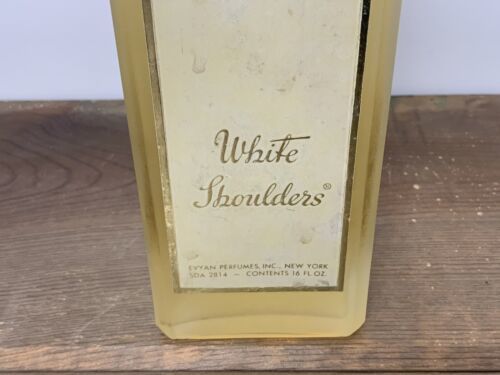 White
Shoulders®
EVYAN PERFUMES, INC., NEW YORK
SDA 2814 — CONTENTS 16 FL. OZ.